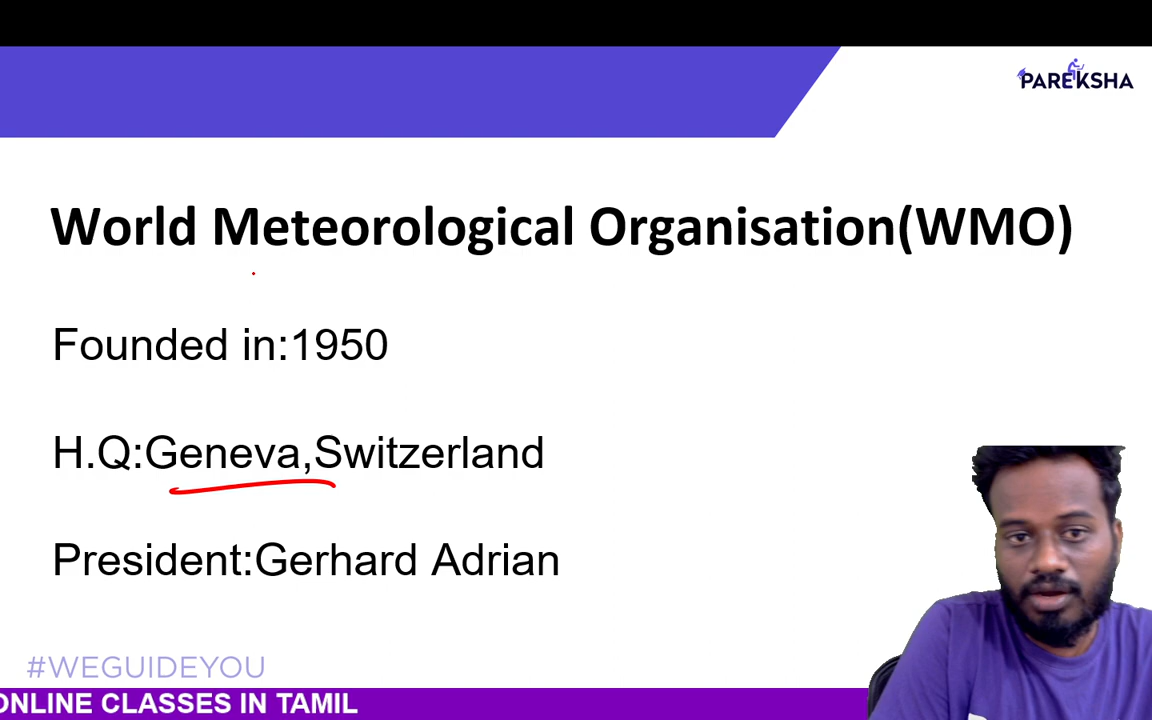 PAREKSHA
World Meteorological Organisation(WMO)
Founded in:1950
H.Q:Geneva,Switzerland
President:Gerhard Adrian
#WEGUIDEYOU
ONLINE CLASSES IN TAMIL